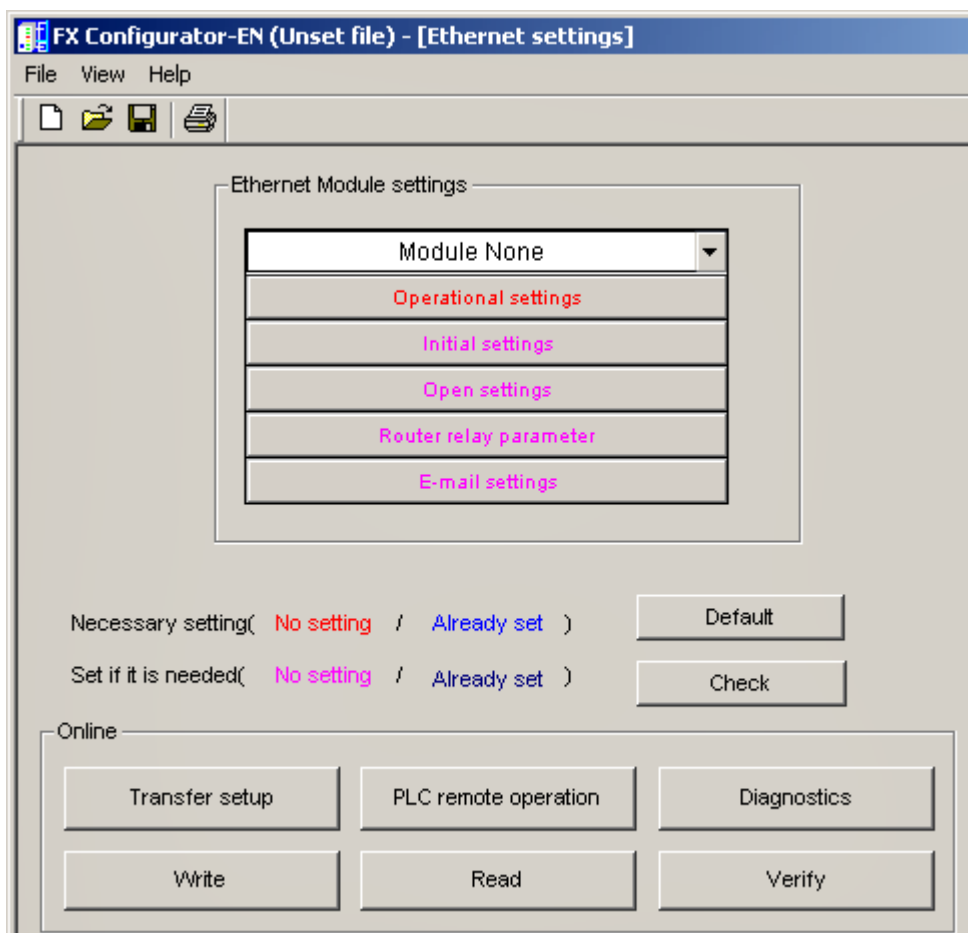 FX Configurator-EN (Unset file) - [Ethernet settings]
File View Help
Ethernet Module settings
Module None
Operational settings
Initial settings
Open settings
Router relay parameter
E-mail settings
Necessary setting( No setting / Already set ) Default
Set if it is needed( No setting / Already set ) Check
Online
Transfer setup PLC remote operation Diagnostics
Write Read Verify